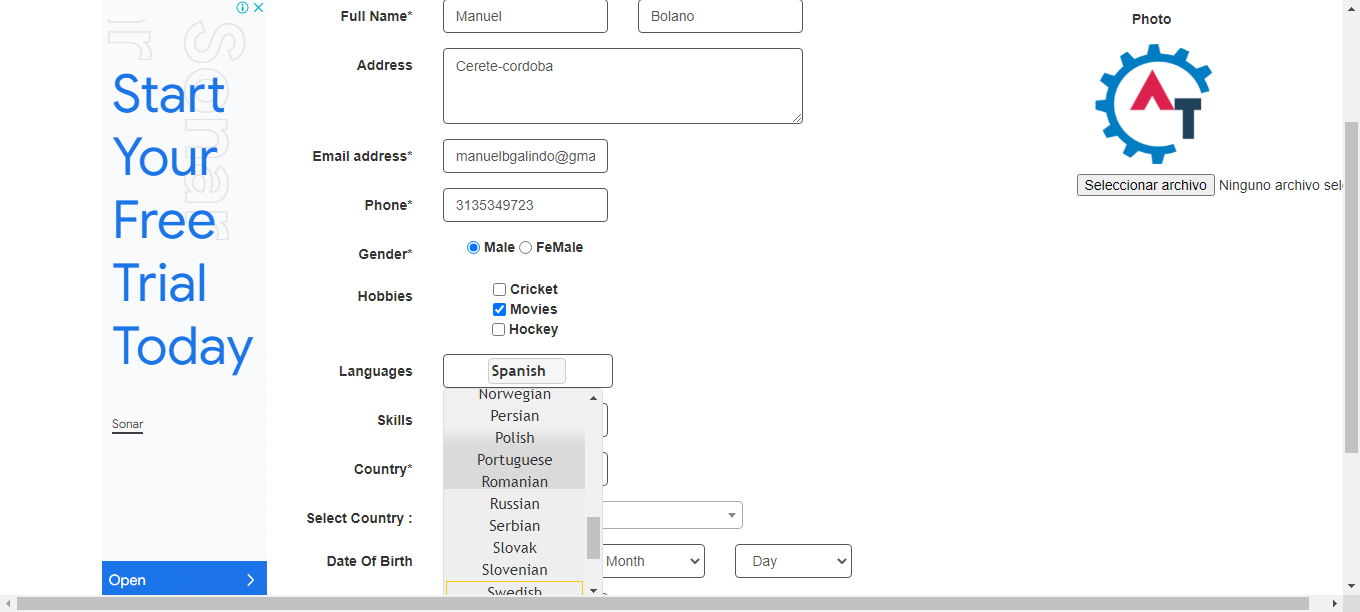 Full Name*
Manuel
Bolano
Photo
Address
Cerete-cordoba
AT
Email address*
manuelbgalindo@gma
Seleccionar archivo
Ninguno archivo sel
Phone*
3135349723
Gender*
Male
FeMale
Hobbies
Cricket
Movies
Hockey
Languages
Spanish
Norwegian
Persian
Polish
Portuguese
Romanian
Russian
Serbian
Slovak
Slovenian
Swedish
Skills
Country*
Select Country :
Date Of Birth
Month
Day
Sonar
Start
Your
Free
Trial
Today
Sonar
Open